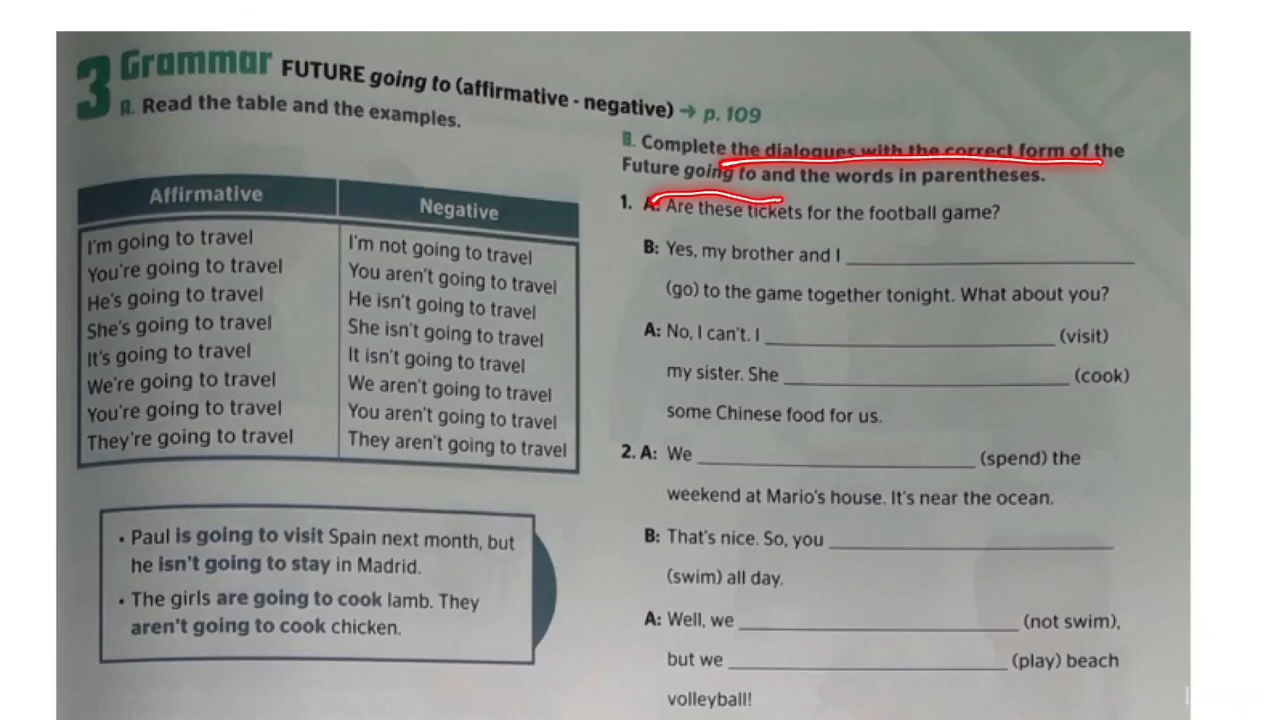 3 Grammar FUTURE going to (affirmative - negative) → p. 109
A. Read the table and the examples.
Affirmative Negative
I'm going to travel I'm not going to travel
You're going to travel You aren't going to travel
He's going to travel He isn't going to travel
She's going to travel She isn't going to travel
It's going to travel It isn't going to travel
We're going to travel We aren't going to travel
You're going to travel You aren't going to travel
They're going to travel They aren't going to travel
• Paul is going to visit Spain next month, but
he isn't going to stay in Madrid.
• The girls are going to cook lamb. They
aren't going to cook chicken.
B. Complete the dialogues with the correct form of the
Future going to and the words in parentheses.
1. A: Are these tickets for the football game?
B: Yes, my brother and I ____________________
(go) to the game together tonight. What about you?
A: No, I can't. I ____________________ (visit)
my sister. She ____________________ (cook)
some Chinese food for us.
2. A: We ____________________ (spend) the
weekend at Mario's house. It's near the ocean.
B: That's nice. So, you ____________________
(swim) all day.
A: Well, we ____________________ (not swim),
but we ____________________ (play) beach
volleyball!